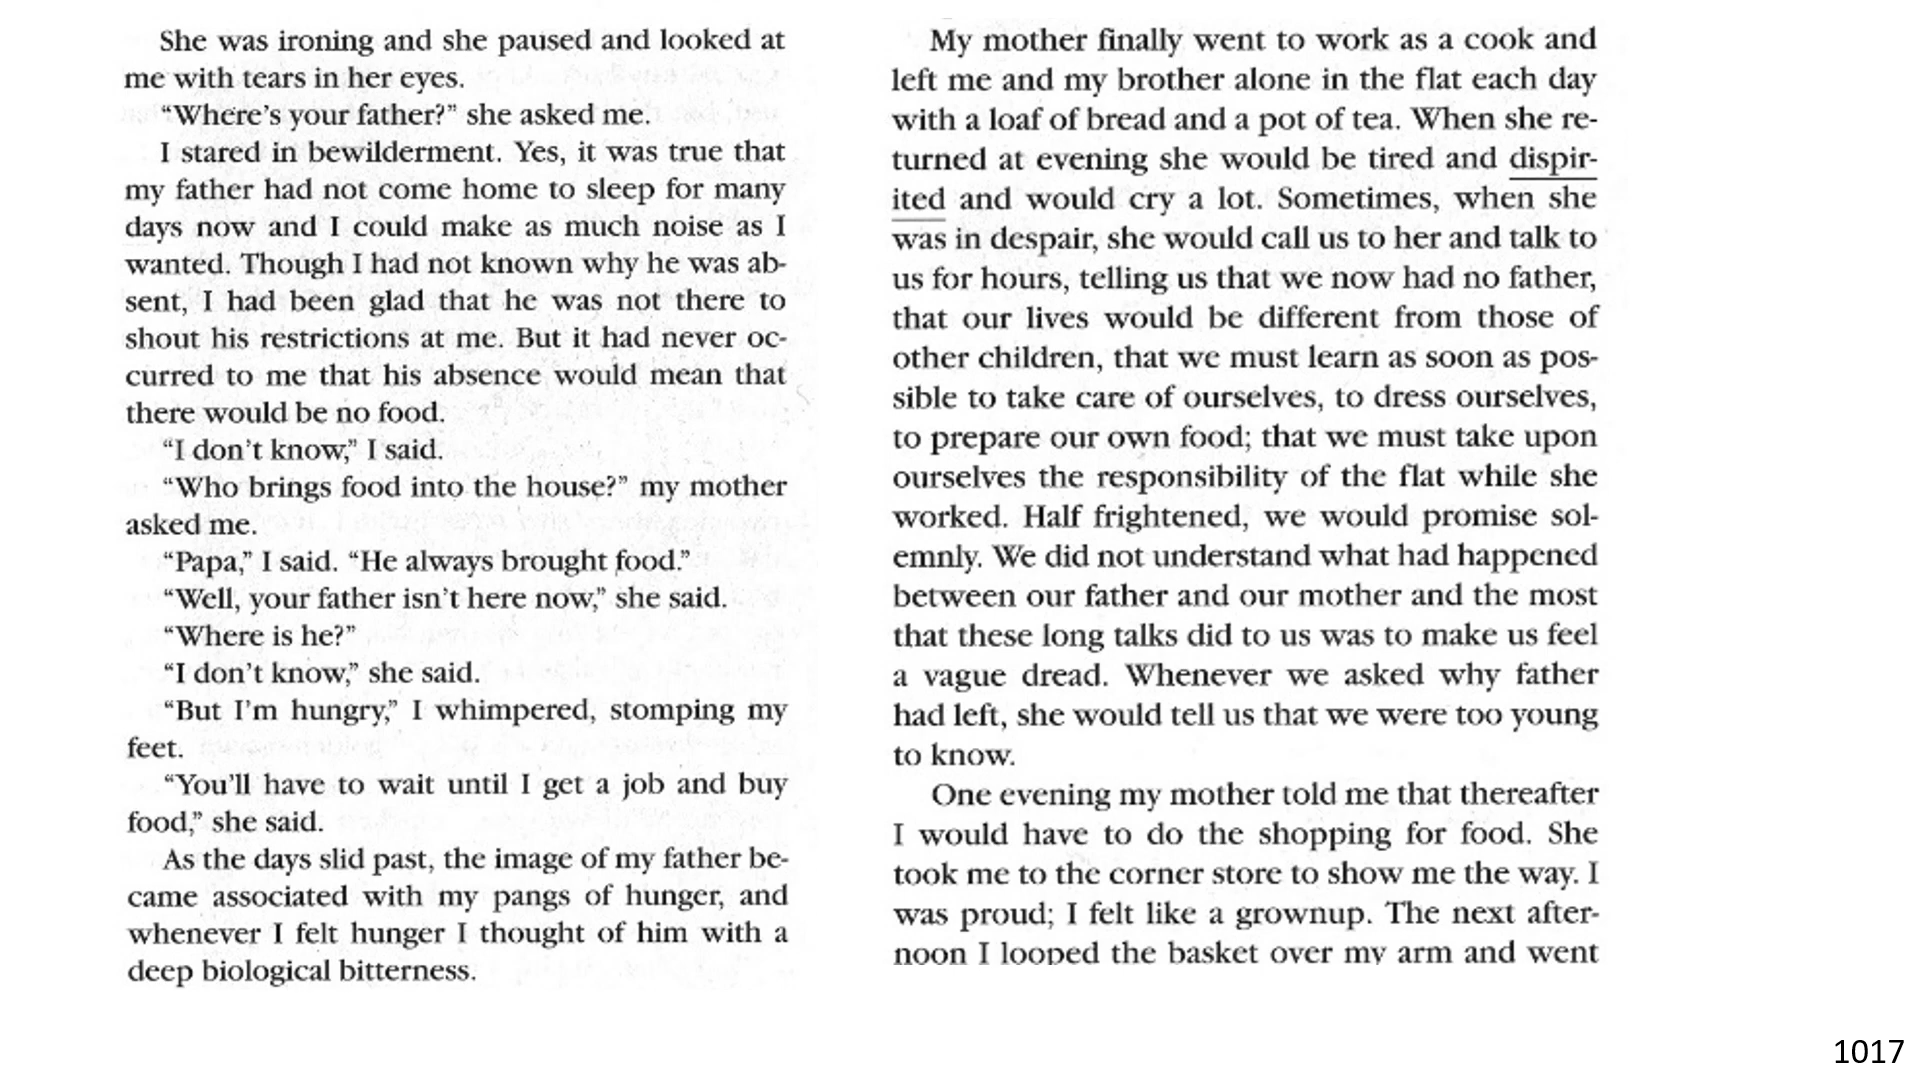 She was ironing and she paused and looked at
me with tears in her eyes.
“Where’s your father?” she asked me.
I stared in bewilderment. Yes, it was true that
my father had not come home to sleep for many
days now and I could make as much noise as I
wanted. Though I had not known why he was ab-
sent, I had been glad that he was not there to
shout his restrictions at me. But it had never oc-
curred to me that his absence would mean that
there would be no food.
“I don’t know,” I said.
“Who brings food into the house?” my mother
asked me.
“Papa,” I said. “He always brought food.”
“Well, your father isn’t here now,” she said.
“Where is he?”
“I don’t know,” she said.
“But I’m hungry,” I whimpered, stomping my
feet.
“You’ll have to wait until I get a job and buy
food,” she said.
As the days slid past, the image of my father be-
came associated with my pangs of hunger, and
whenever I felt hunger I thought of him with a
deep biological bitterness.
My mother finally went to work as a cook and
left me and my brother alone in the flat each day
with a loaf of bread and a pot of tea. When she re-
turned at evening she would be tired and dispir-
ited and would cry a lot. Sometimes, when she
was in despair, she would call us to her and talk to
us for hours, telling us that we now had no father,
that our lives would be different from those of
other children, that we must learn as soon as pos-
sible to take care of ourselves, to dress ourselves,
to prepare our own food; that we must take upon
ourselves the responsibility of the flat while she
worked. Half frightened, we would promise sol-
emnly. We did not understand what had happened
between our father and our mother and the most
that these long talks did to us was to make us feel
a vague dread. Whenever we asked why father
had left, she would tell us that we were too young
to know.
One evening my mother told me that thereafter
I would have to do the shopping for food. She
took me to the corner store to show me the way. I
was proud; I felt like a grownup. The next after-
noon I looped the basket over my arm and went
1017